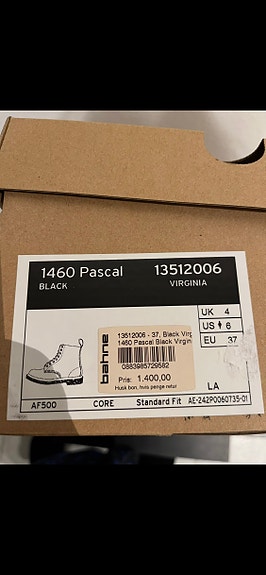 1460 Pascal 13512006
BLACK VIRGINIA
UK 4
US 6
EU 37
bahne
13512006 - 37, Black Virg
1460 Pascal Black Virgin
0883985729582
Pris: 1.400,00
Husk bon, hvis penge retur
LA
AF500 CORE Standard Fit AE-242P0060735-01